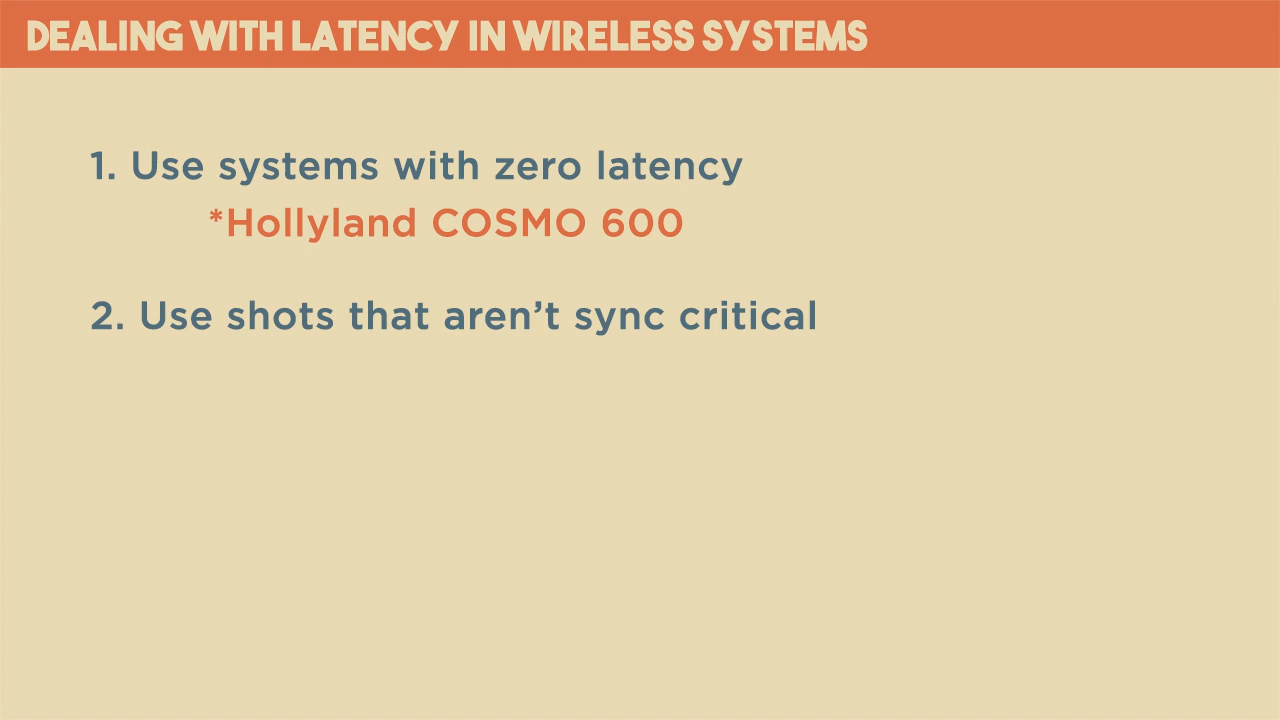 DEALING WITH LATENCY IN WIRELESS SYSTEMS
1. Use systems with zero latency
*Hollyland COSMO 600
2. Use shots that aren’t sync critical